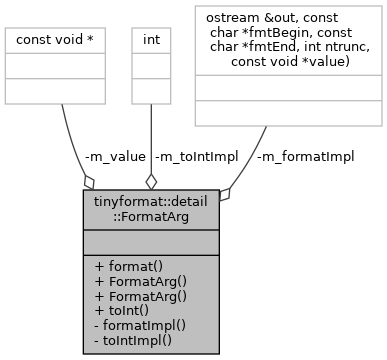 const void *
int
ostream &out, const
char *fmtBegin, const
char *fmtEnd, int ntrunc,
const void *value)
-m_value
-m_toIntImpl
-m_formatImpl
tinyformat::detail
::FormatArg
+ format()
+ FormatArg()
+ FormatArg()
+ toInt()
- formatImpl()
- toIntImpl()